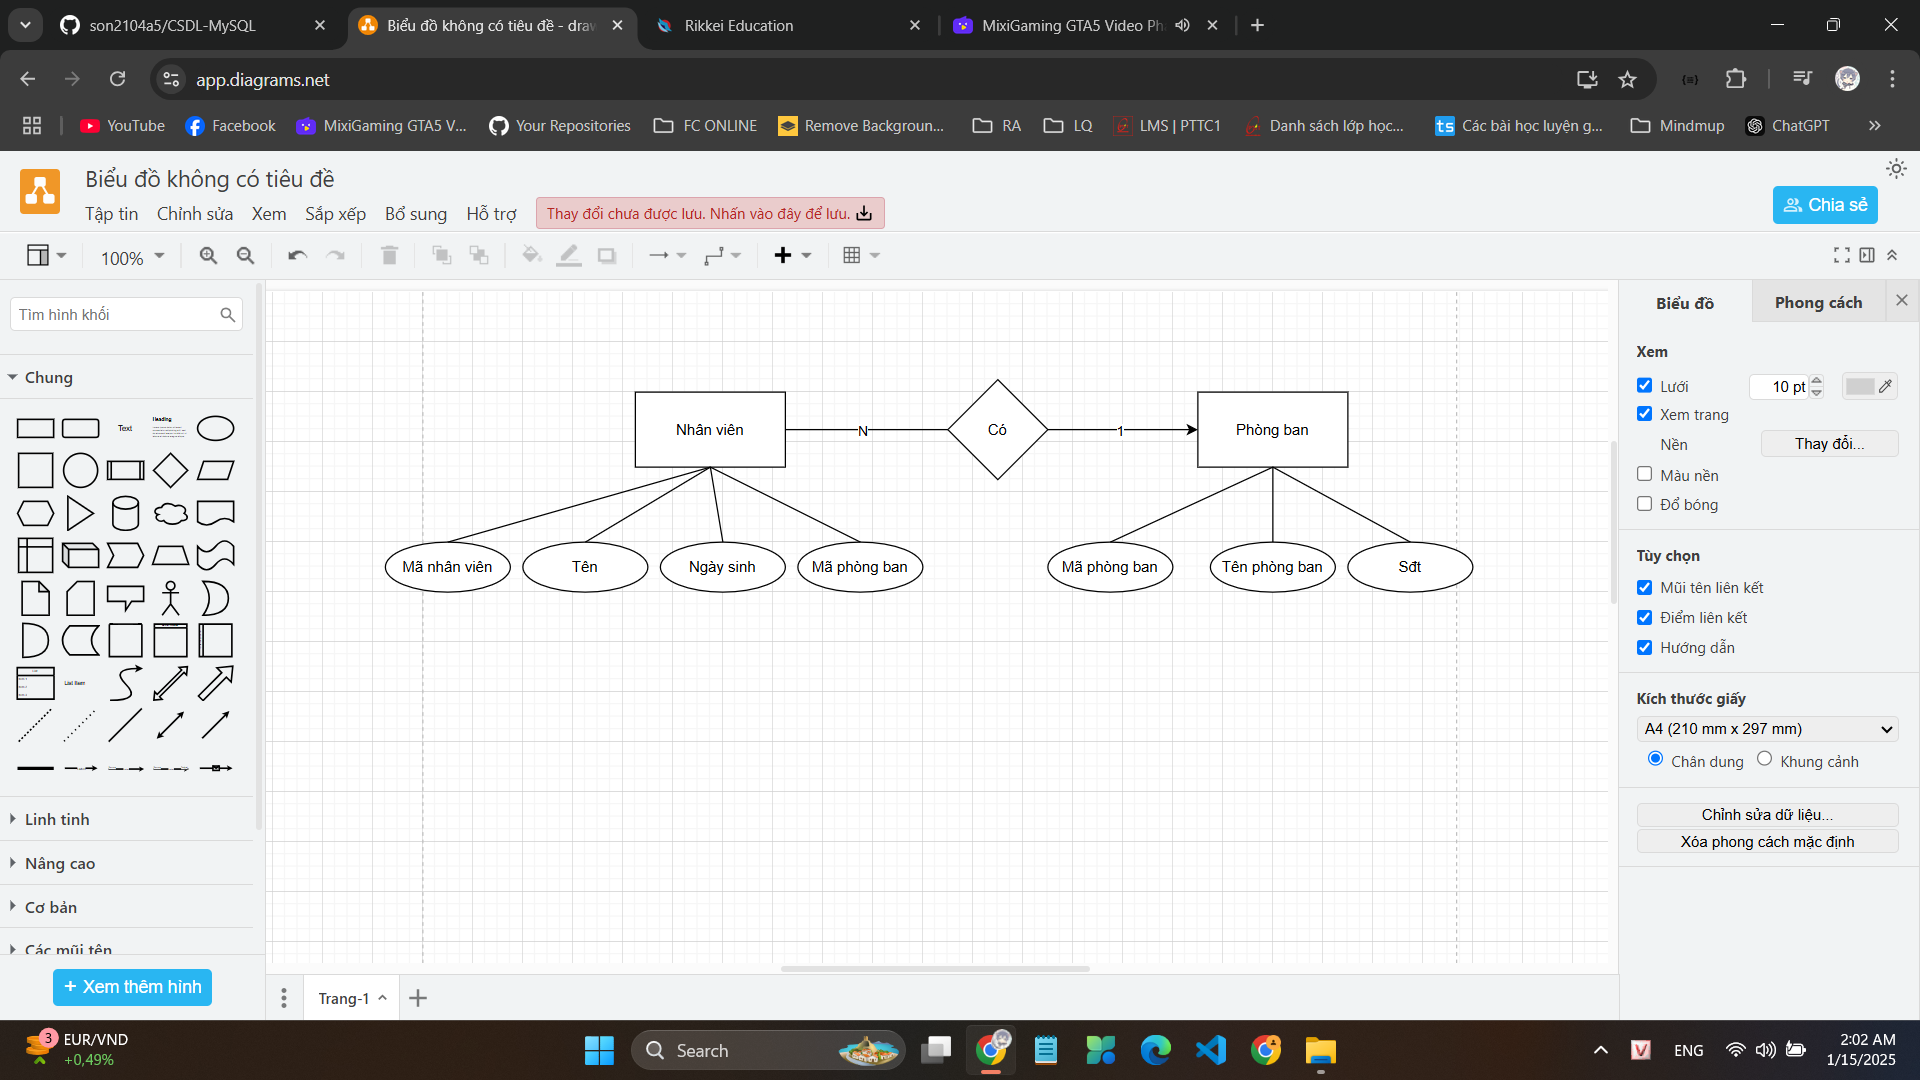 son2104a5/CSDL-MySQL
Biểu đồ không có tiêu đề - draw
Rikkei Education
MixiGaming GTA5 Video Ph
app.diagrams.net
YouTube
Facebook
MixiGaming GTA5 V...
Your Repositories
FC ONLINE
Remove Backgroun...
RA
LQ
LMS | PTTC1
Danh sách lớp học...
ts
Các bài học luyện g...
Mindmup
ChatGPT
Biểu đồ không có tiêu đề
Tập tin
Chỉnh sửa
Xem
Sắp xếp
Bổ sung
Hỗ trợ
Thay đổi chưa được lưu. Nhấn vào đây để lưu.
Chia sẻ
100%
Tìm hình khối
Chung
Text
Heading
List Item
Linh tinh
Nâng cao
Cơ bản
Các mũi tên
+ Xem thêm hình
Nhân viên
N
Có
1
Phòng ban
Mã nhân viên
Tên
Ngày sinh
Mã phòng ban
Mã phòng ban
Tên phòng ban
Sđt
Trang-1
Biểu đồ
Phong cách
Xem
Lưới
10 pt
Xem trang
Nền
Thay đổi...
Màu nền
Đổ bóng
Tùy chọn
Mũi tên liên kết
Điểm liên kết
Hướng dẫn
Kích thước giấy
A4 (210 mm x 297 mm)
Chân dung
Khung cảnh
Chỉnh sửa dữ liệu...
Xóa phong cách mặc định
3
EUR/VND
+0,49%
Search
V
ENG
2:02 AM
1/15/2025